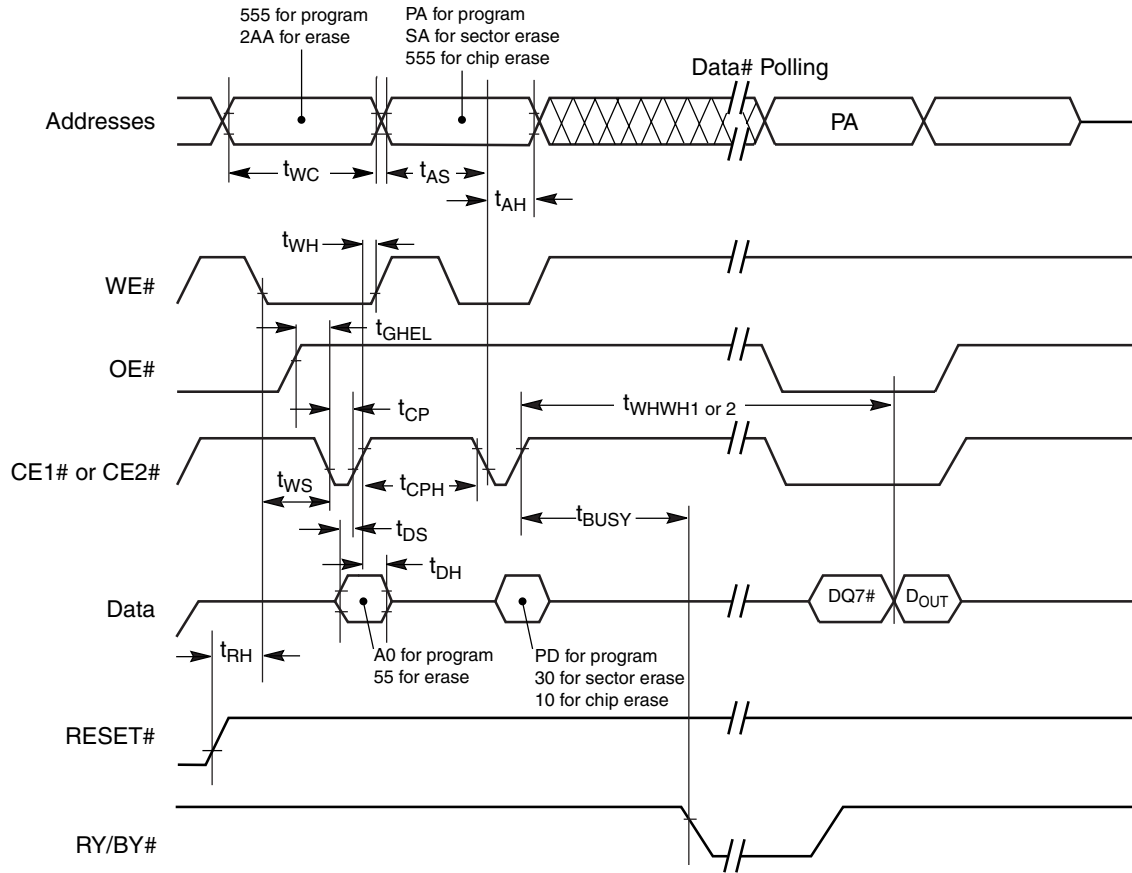 555 for program
2AA for erase
PA for program
SA for sector erase
555 for chip erase
Data# Polling
Addresses
PA
tWC
tAS
tAH
tWH
WE#
tGHEL
OE#
tWHWH1 or 2
tCP
CE1# or CE2#
tWS
tCPH
tBUSY
tDS
tDH
Data
DQ7#
DOUT
tRH
A0 for program
55 for erase
PD for program
30 for sector erase
10 for chip erase
RESET#
RY/BY#